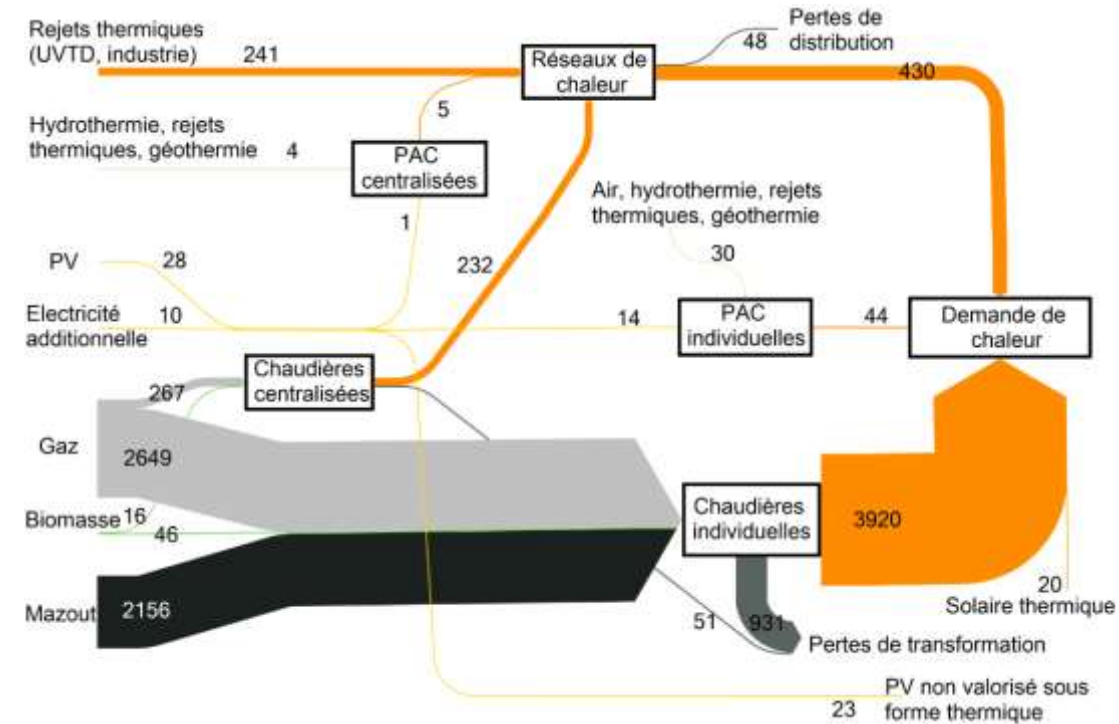 Rejets thermiques
(UVTD, industrie)
241
Réseaux de
chaleur
48
Pertes de
distribution
430
5
Hydrothermie, rejets
thermiques, géothermie
4
PAC
centralisées
1
Air, hydrothermie, rejets
thermiques, géothermie
30
232
PV
28
Electricité
additionnelle
10
14
PAC
individuelles
44
Demande de
chaleur
Chaudières
centralisées
267
Gaz
2649
Biomasse
16
46
Mazout
2156
Chaudières
individuelles
3920
20
Solaire thermique
51
931
Pertes de transformation
23
PV non valorisé sous
forme thermique